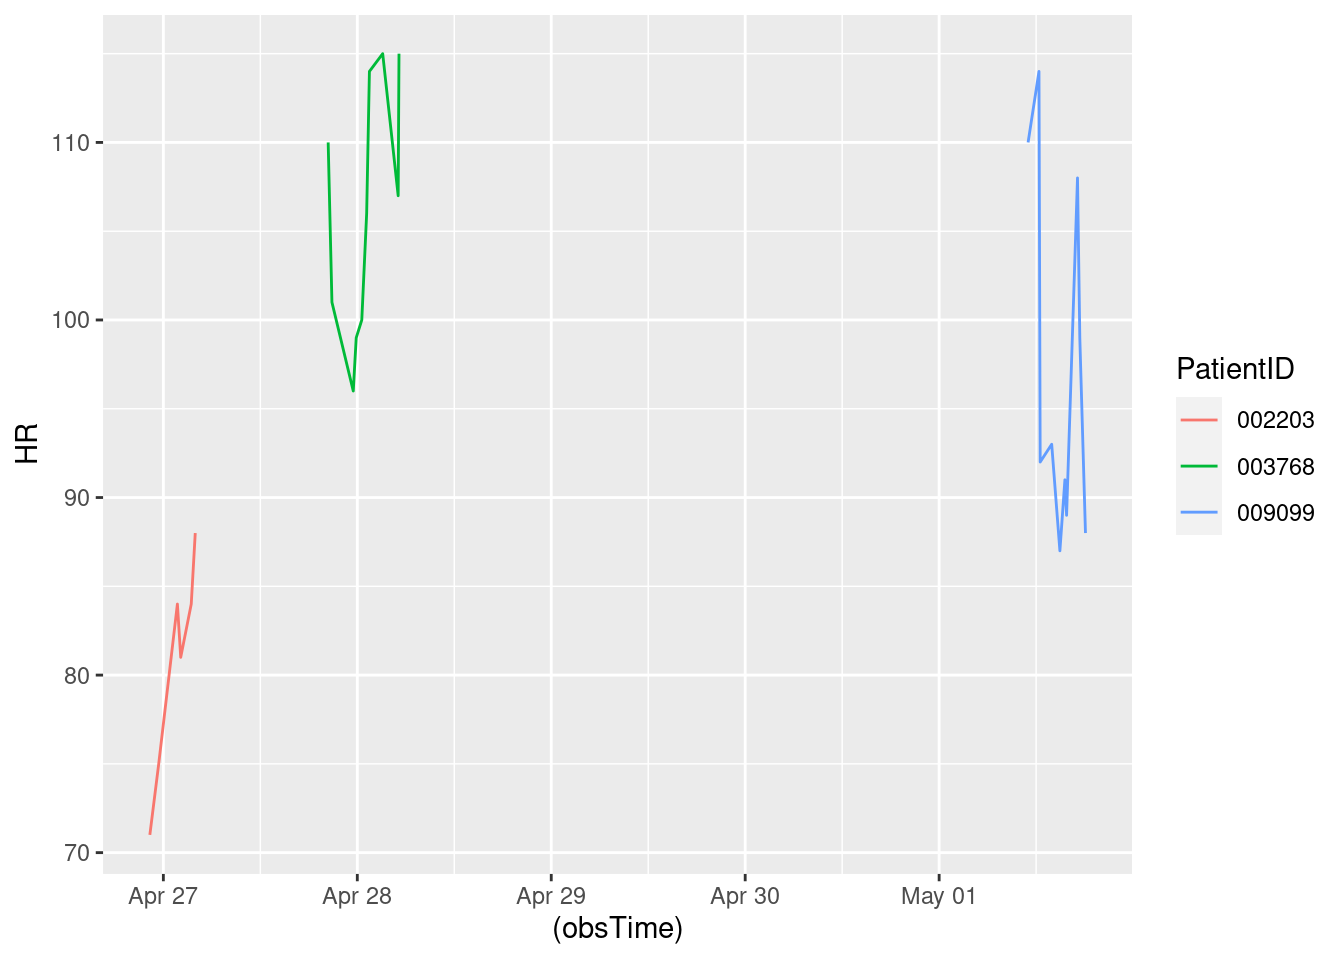 110
100
90
80
70
HR
Apr 27
Apr 28
Apr 29
Apr 30
May 01
(obsTime)
PatientID
002203
003768
009099